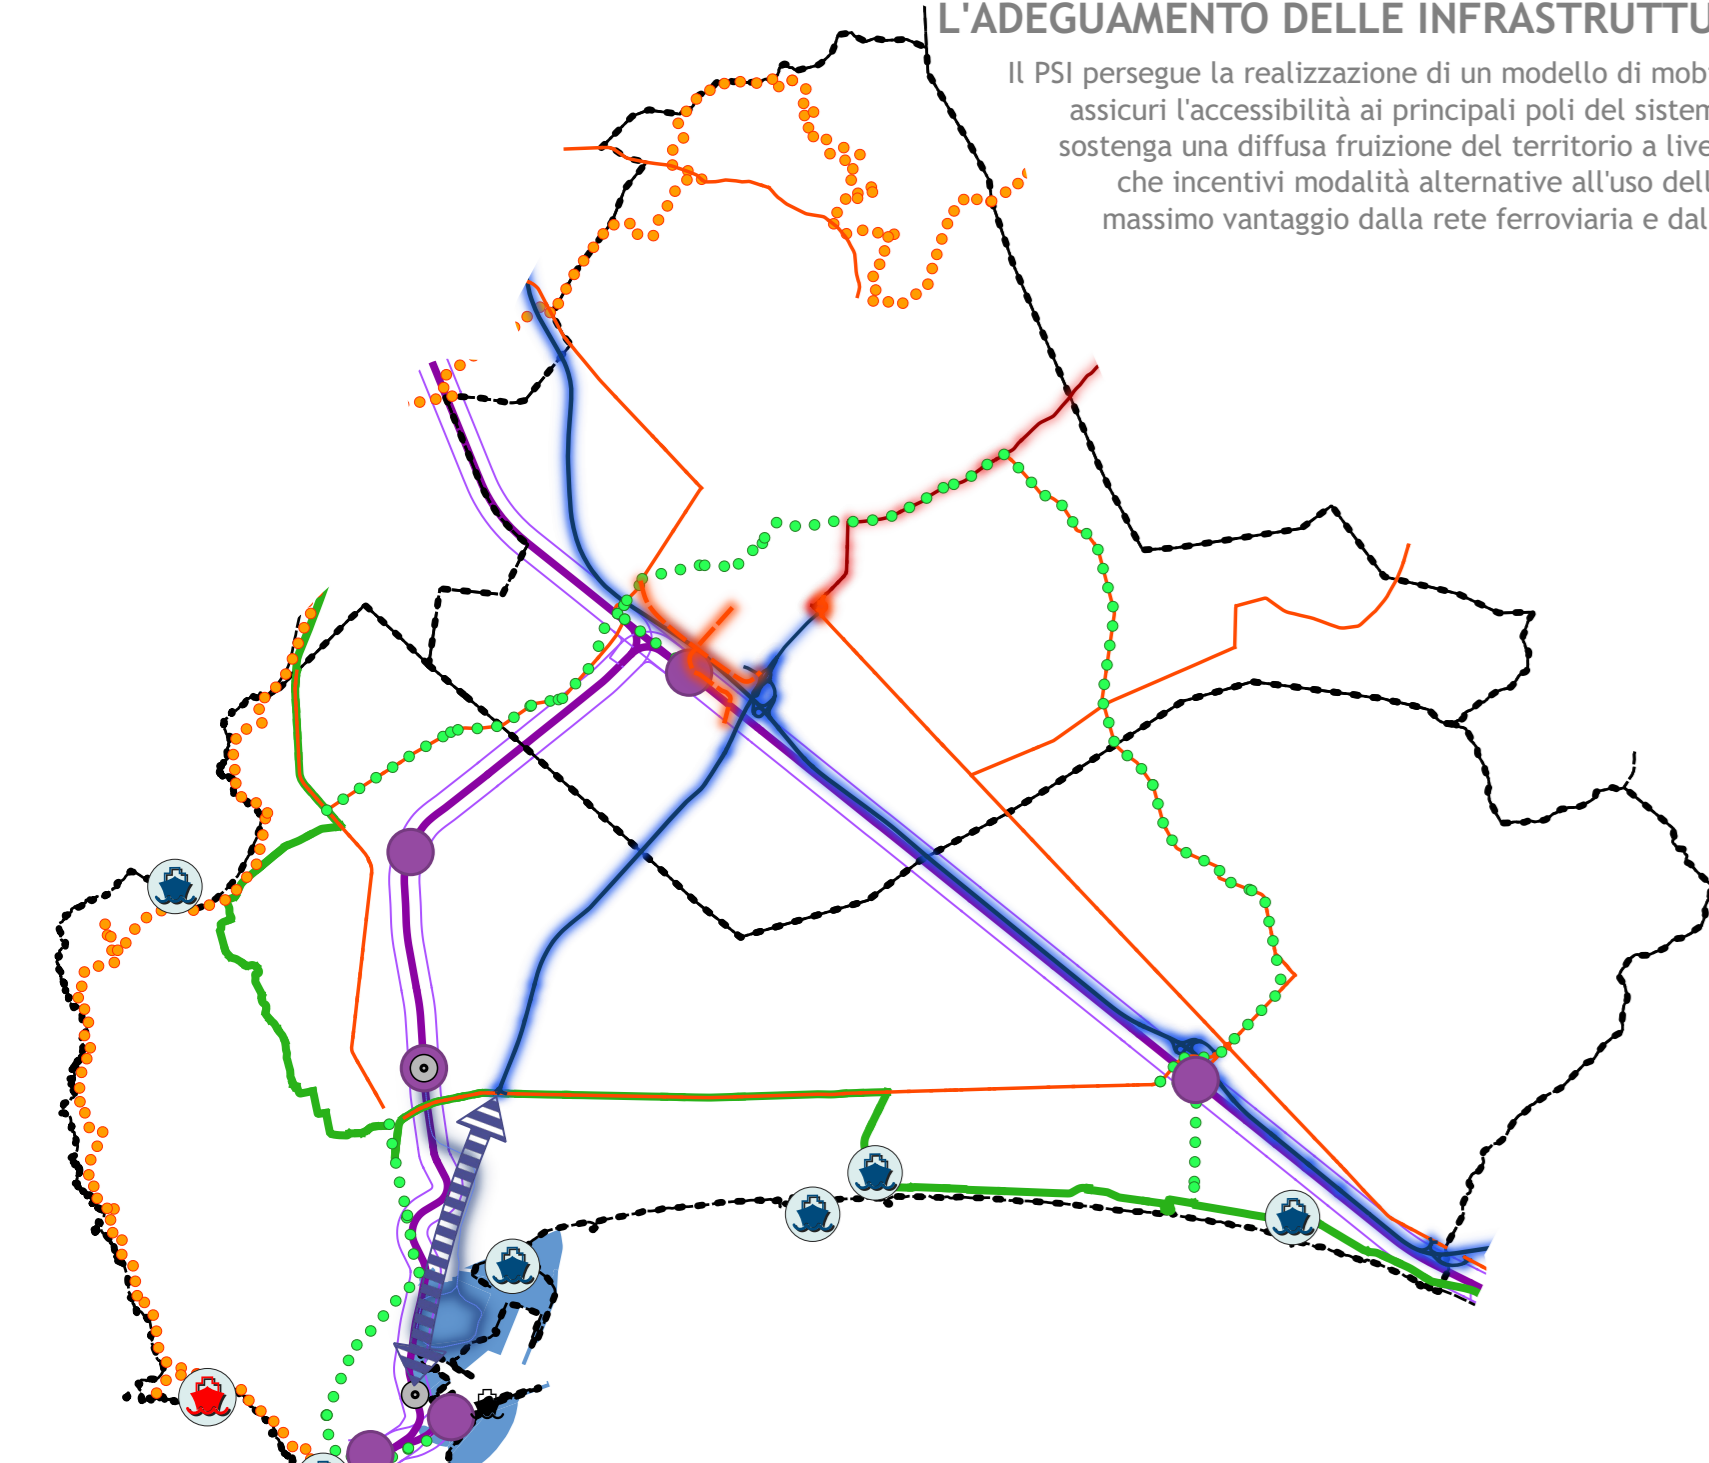 L'ADEGUAMENTO DELLE INFRASTRUTTU
Il PSI persegue la realizzazione di un modello di mob
assicuri l'accessibilità ai principali poli del sistem
sostenga una diffusa fruizione del territorio a live
che incentivi modalità alternative all'uso dell
massimo vantaggio dalla rete ferroviaria e dal